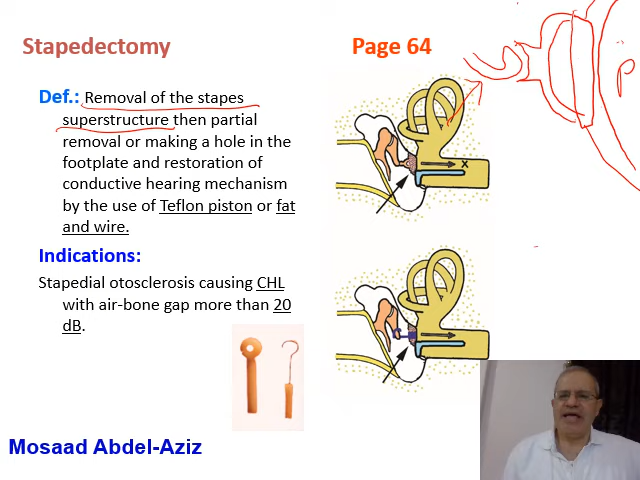 Stapedectomy
Page 64
Def.: Removal of the stapes
superstructure then partial
removal or making a hole in the
footplate and restoration of
conductive hearing mechanism
by the use of Teflon piston or fat
and wire.
Indications:
Stapedial otosclerosis causing CHL
with air-bone gap more than 20
dB.
x
Mosaad Abdel-Aziz